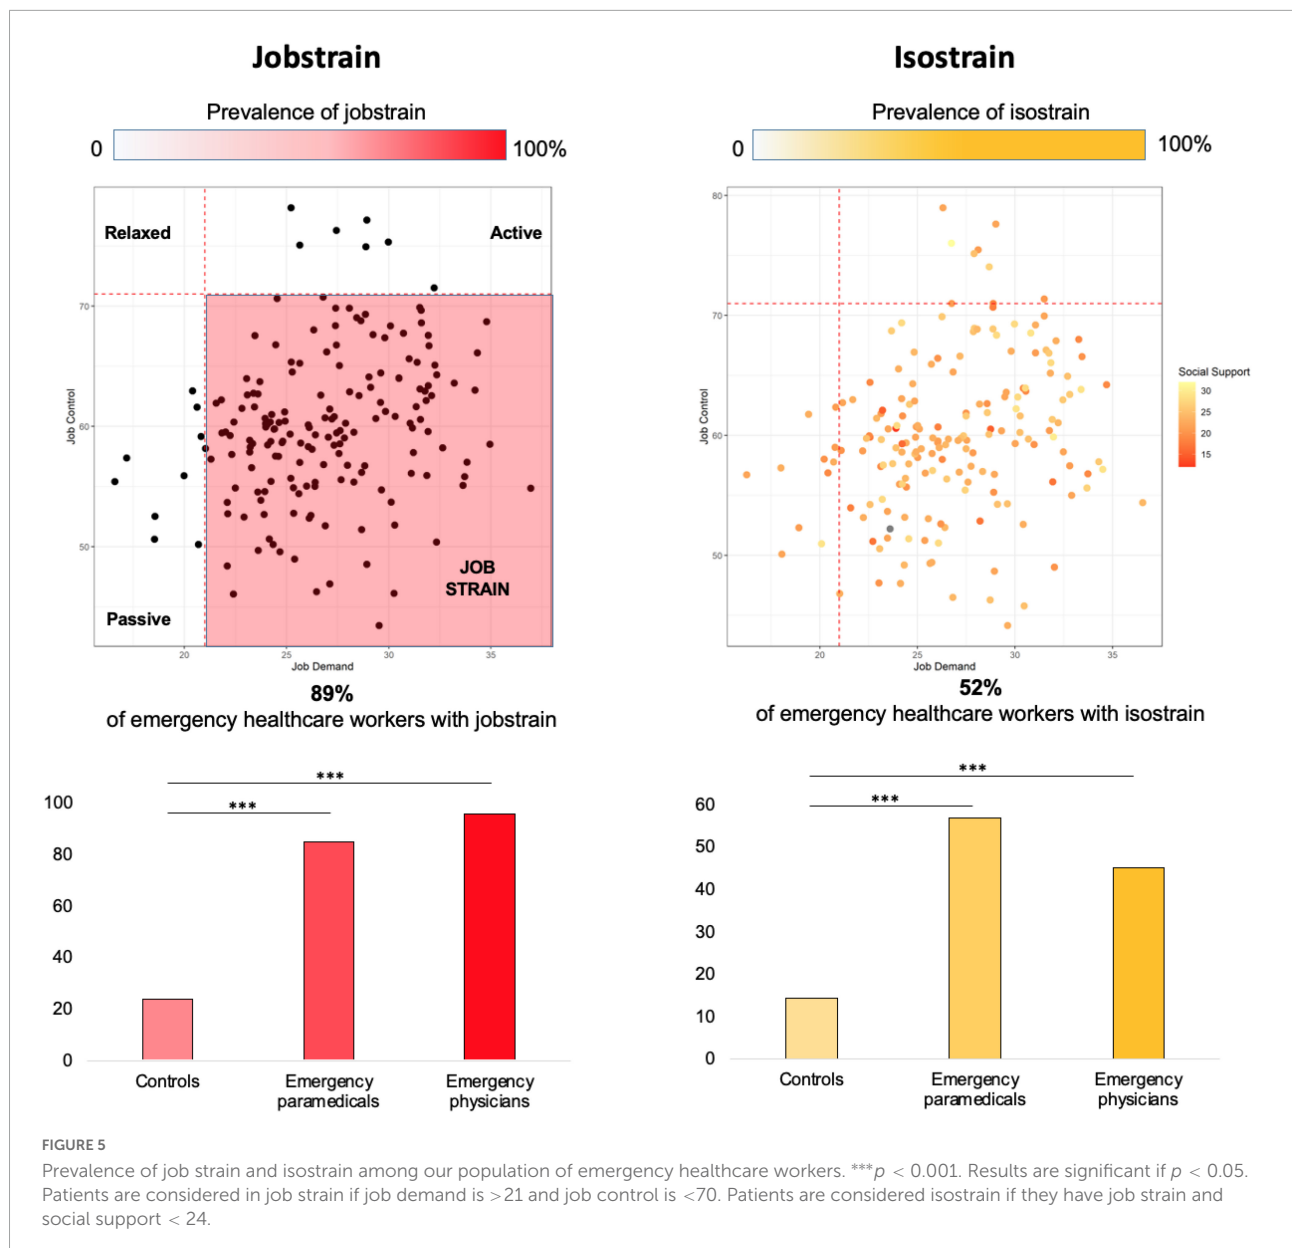 Jobstrain
Prevalence of jobstrain
0
100%
Relaxed
Active
70
60
50
Job Control
JOB
STRAIN
Passive
20
25
30
35
Job Demand
89%
of emergency healthcare workers with jobstrain
***
***
100
80
60
40
20
0
Controls
Emergency
paramedicals
Emergency
physicians
Isostrain
Prevalence of isostrain
0
100%
80
70
60
50
Job Control
Social Support
30
25
20
15
20
25
30
35
Job Demand
52%
of emergency healthcare workers with isostrain
***
***
60
50
40
30
20
10
0
Controls
Emergency
paramedicals
Emergency
physicians
FIGURE 5
Prevalence of job strain and isostrain among our population of emergency healthcare workers. ***p < 0.001. Results are significant if p < 0.05.
Patients are considered in job strain if job demand is >21 and job control is <70. Patients are considered isostrain if they have job strain and
social support < 24.